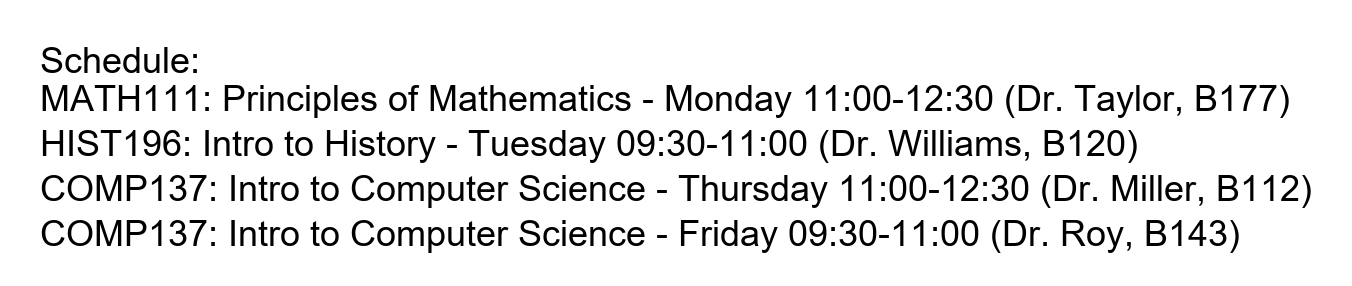 Schedule:
MATH111: Principles of Mathematics - Monday 11:00-12:30 (Dr. Taylor, B177)
HIST196: Intro to History - Tuesday 09:30-11:00 (Dr. Williams, B120)
COMP137: Intro to Computer Science - Thursday 11:00-12:30 (Dr. Miller, B112)
COMP137: Intro to Computer Science - Friday 09:30-11:00 (Dr. Roy, B143)